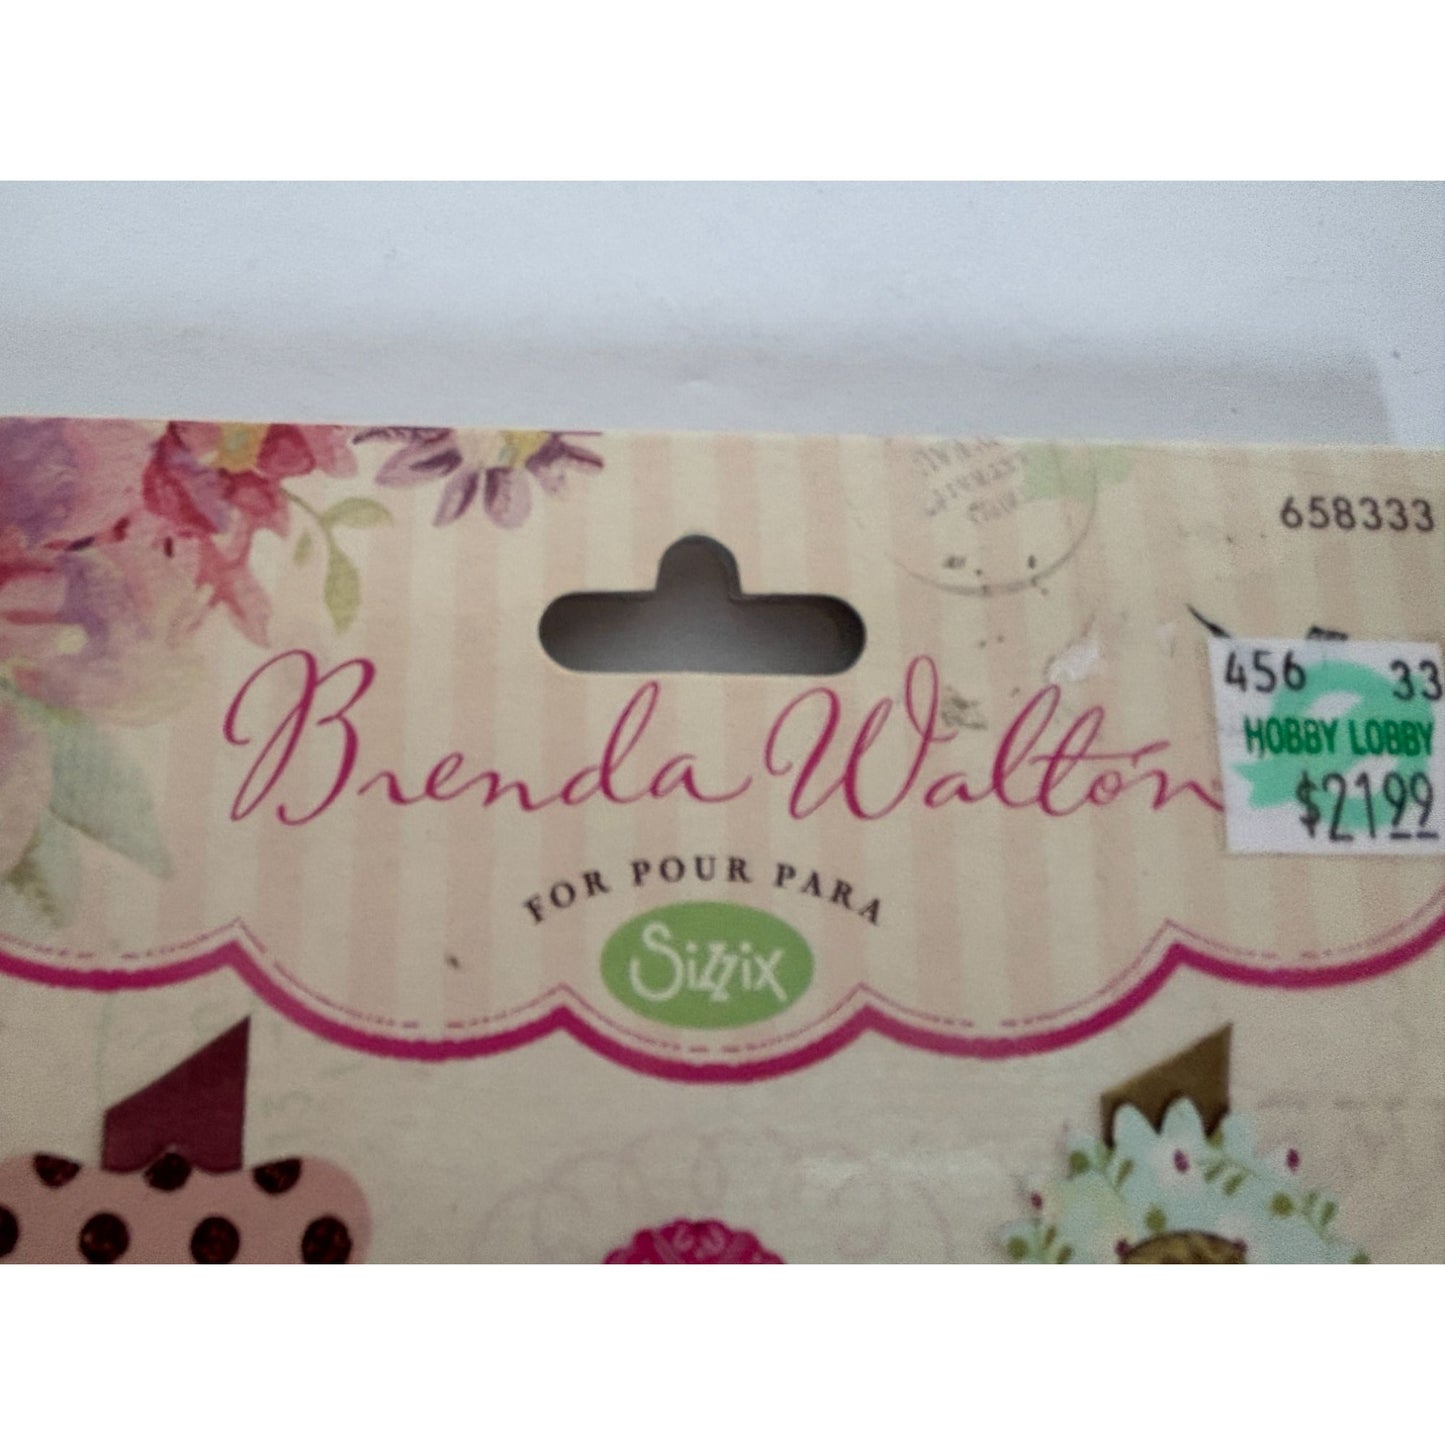 658333
456 33
HOBBY LOBBY
$21.99
Brenda Walton
FOR POUR PARA
Sizzix